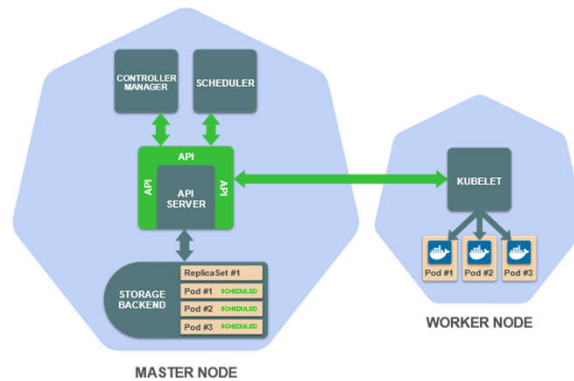 CONTROLLER
MANAGER
SCHEDULER
API
API
API
SERVER
API
KUBELET
Pod #1
Pod #2
Pod #3
STORAGE
BACKEND
ReplicaSet #1
Pod #1 SCHEDULED
Pod #2 SCHEDULED
Pod #3 SCHEDULED
WORKER NODE
MASTER NODE